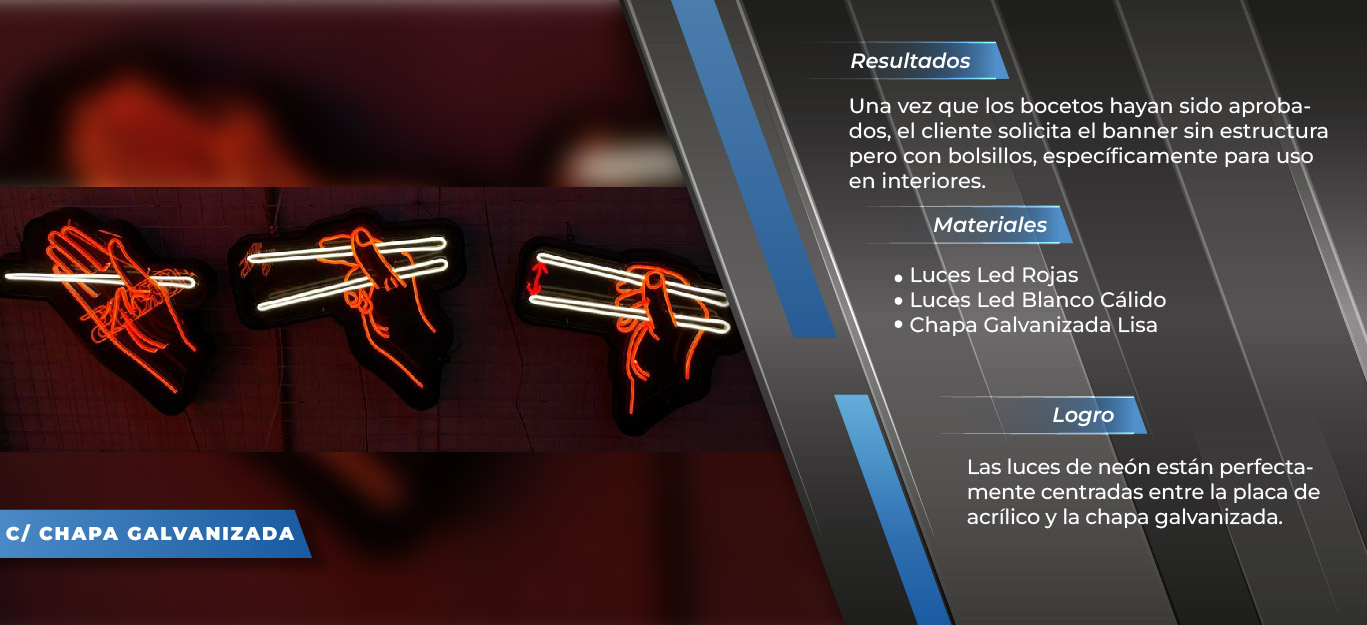 Resultados
Una vez que los bocetos hayan sido aproba-
dos, el cliente solicita el banner sin estructura
pero con bolsillos, específicamente para uso
en interiores.
Materiales
• Luces Led Rojas
• Luces Led Blanco Cálido
• Chapa Galvanizada Lisa
Logro
Las luces de neón están perfecta-
mente centradas entre la placa de
acrílico y la chapa galvanizada.
C/ CHAPA GALVANIZADA